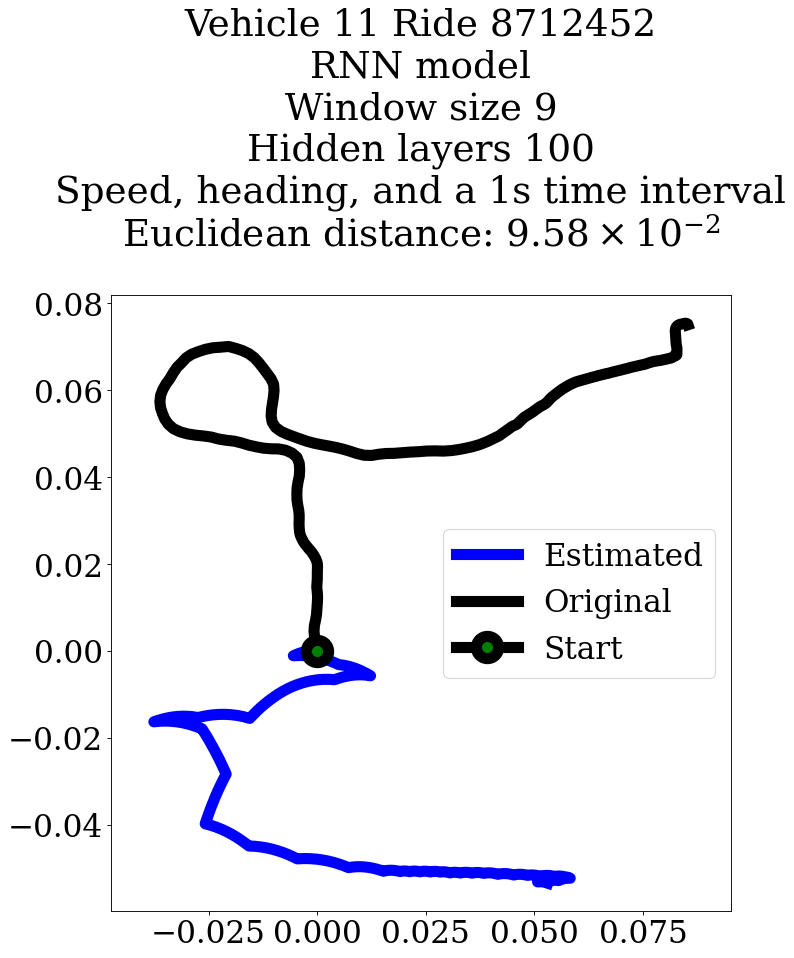 Vehicle 11 Ride 8712452
RNN model
Window size 9
Hidden layers 100
Speed, heading, and a 1s time interval
Euclidean distance: 9.58 × 10⁻²
0.08
0.06
0.04
0.02
0.00
−0.02
−0.04
Estimated
Original
Start
−0.025 0.000 0.025 0.050 0.075